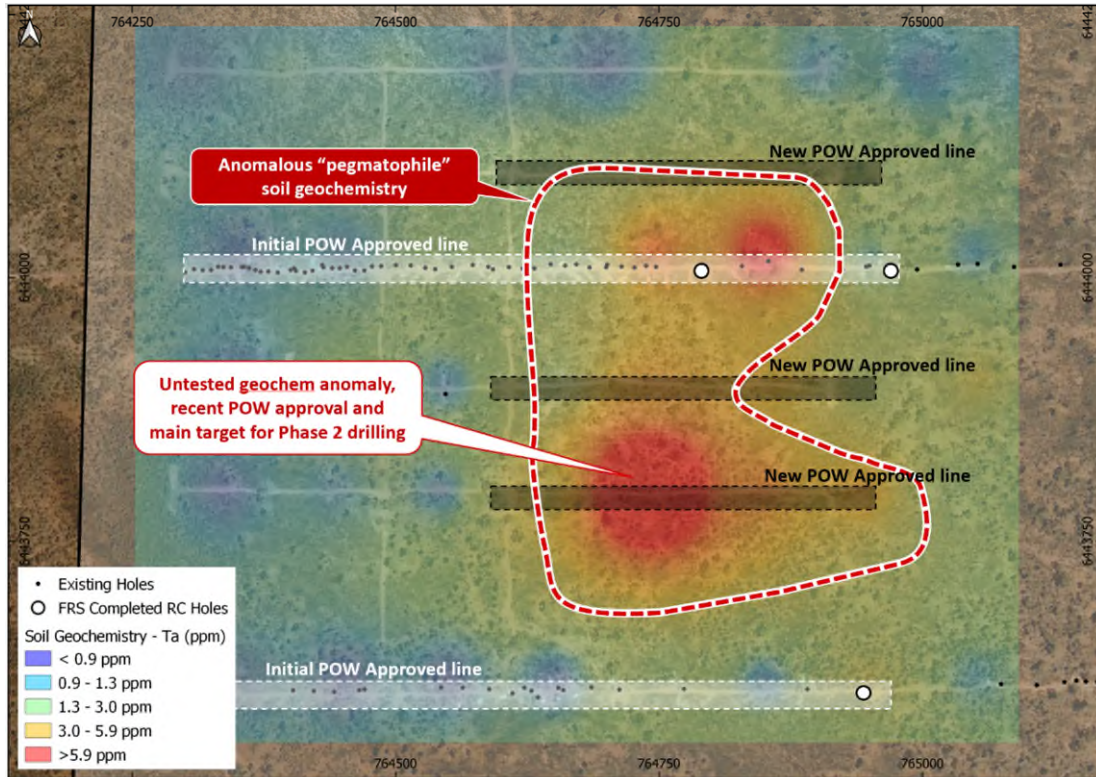 764250
764500
764750
765000
6444250
Anomalous "pegmatophile"
soil geochemistry
New POW Approved line
Initial POW Approved line
6444000
6444000
New POW Approved line
Untested geochem anomaly,
recent POW approval and
main target for Phase 2 drilling
New POW Approved line
6443750
6443750
Existing Holes
FRS Completed RC Holes
Soil Geochemistry - Ta (ppm)
< 0.9 ppm
0.9 - 1.3 ppm
1.3 - 3.0 ppm
3.0 - 5.9 ppm
>5.9 ppm
Initial POW Approved line
764500
764750
765000